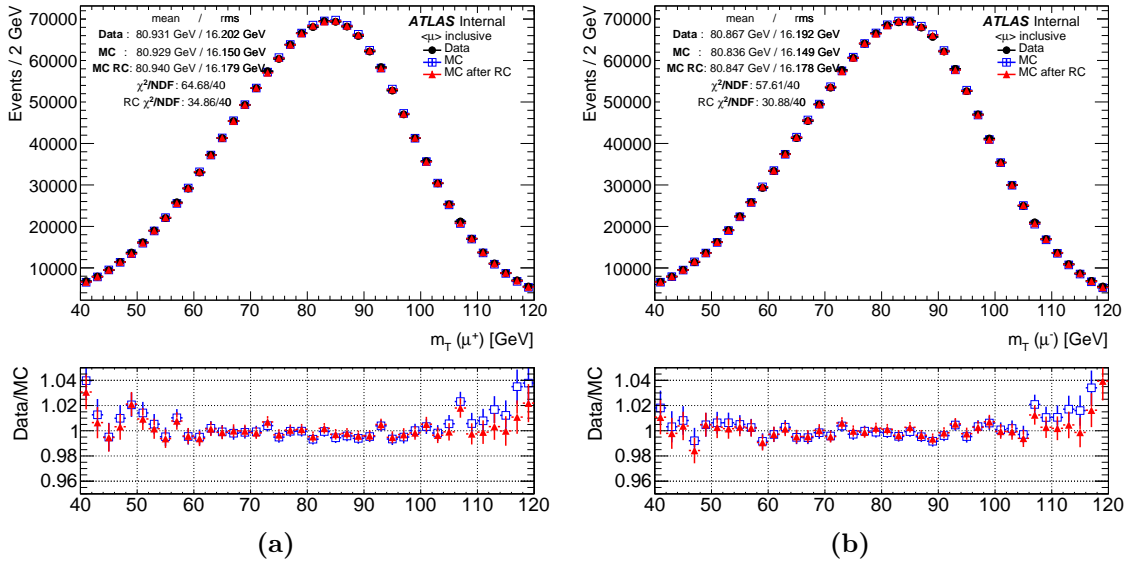 mean / rms
Data : 80.931 GeV / 16.202 GeV
MC : 80.929 GeV / 16.150 GeV
MC RC: 80.940 GeV / 16.179 GeV
χ²/NDF : 64.68/40
RC χ²/NDF : 34.86/40
ATLAS Internal
<μ> inclusive
Data
MC
MC after RC
Events / 2 GeV
70000
60000
50000
40000
30000
20000
10000
40 50 60 70 80 90 100 110 120
m_T (μ⁺) [GeV]
Data/MC
1.04
1.02
1
0.98
0.96
40 50 60 70 80 90 100 110 120
(a)
mean / rms
Data : 80.867 GeV / 16.192 GeV
MC : 80.836 GeV / 16.149 GeV
MC RC: 80.847 GeV / 16.178 GeV
χ²/NDF : 57.61/40
RC χ²/NDF : 30.88/40
ATLAS Internal
<μ> inclusive
Data
MC
MC after RC
Events / 2 GeV
70000
60000
50000
40000
30000
20000
10000
40 50 60 70 80 90 100 110 120
m_T (μ⁻) [GeV]
Data/MC
1.04
1.02
1
0.98
0.96
40 50 60 70 80 90 100 110 120
(b)